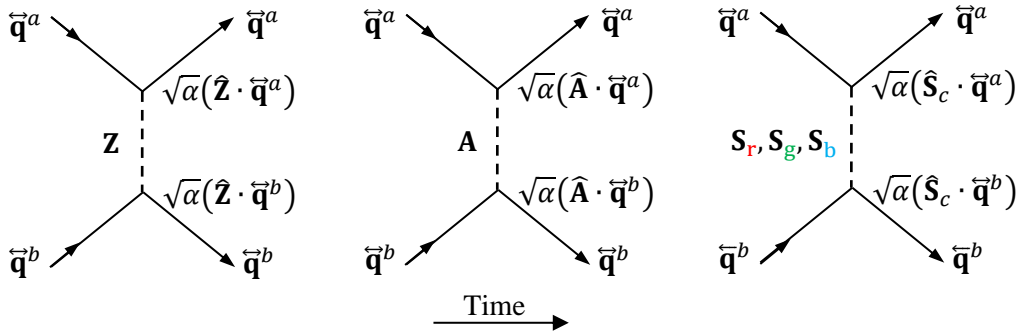 q⃡ᵃ q⃡ᵃ q⃡ᵃ q⃡ᵃ q⃡ᵃ q⃡ᵃ
√α(Ẑ · q⃡ᵃ) √α(Â · q⃡ᵃ) √α(Ŝ_c · q⃡ᵃ)
Z A S_r, S_g, S_b
√α(Ẑ · q⃡ᵇ) √α(Â · q⃡ᵇ) √α(Ŝ_c · q⃡ᵇ)
q⃡ᵇ q⃡ᵇ q⃡ᵇ q⃡ᵇ q⃡ᵇ q⃡ᵇ
Time